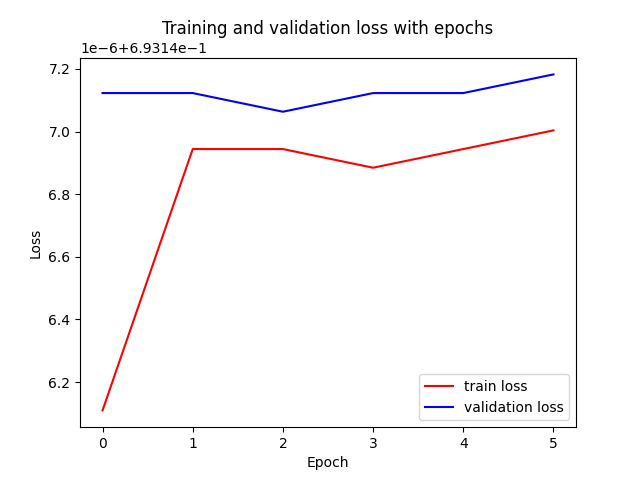 Training and validation loss with epochs
1e−6+6.9314e−1
7.2
7.0
6.8
6.6
6.4
6.2
Loss
0 1 2 3 4 5
Epoch
train loss
validation loss